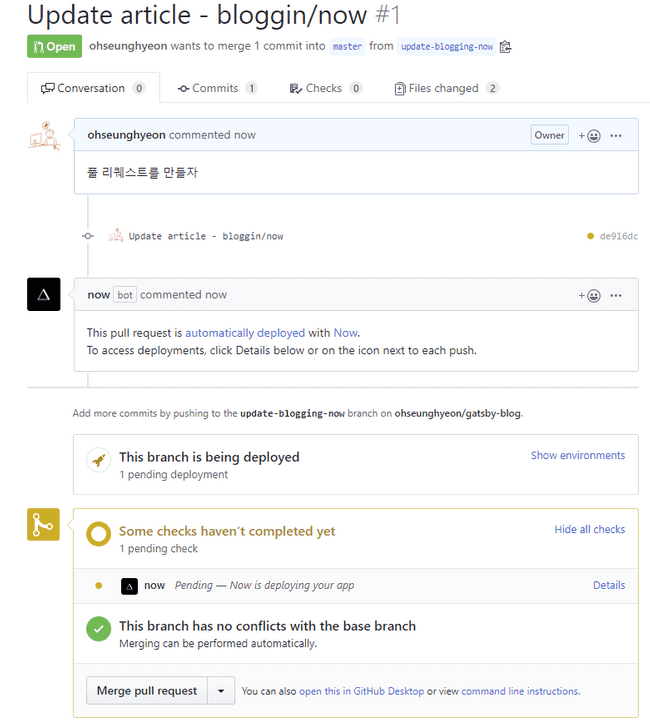 Update article - bloggin/now #1
Open ohseunghyeon wants to merge 1 commit into master from update-blogging-now
Conversation 0 Commits 1 Checks 0 Files changed 2
ohseunghyeon commented now Owner
풀 리퀘스트를 만들자
Update article - bloggin/now de916dc
now bot commented now
This pull request is automatically deployed with Now.
To access deployments, click Details below or on the icon next to each push.
Add more commits by pushing to the update-blogging-now branch on ohseunghyeon/gatsby-blog.
This branch is being deployed Show environments
1 pending deployment
Some checks haven't completed yet Hide all checks
1 pending check
now Pending — Now is deploying your app Details
This branch has no conflicts with the base branch
Merging can be performed automatically.
Merge pull request You can also open this in GitHub Desktop or view command line instructions.